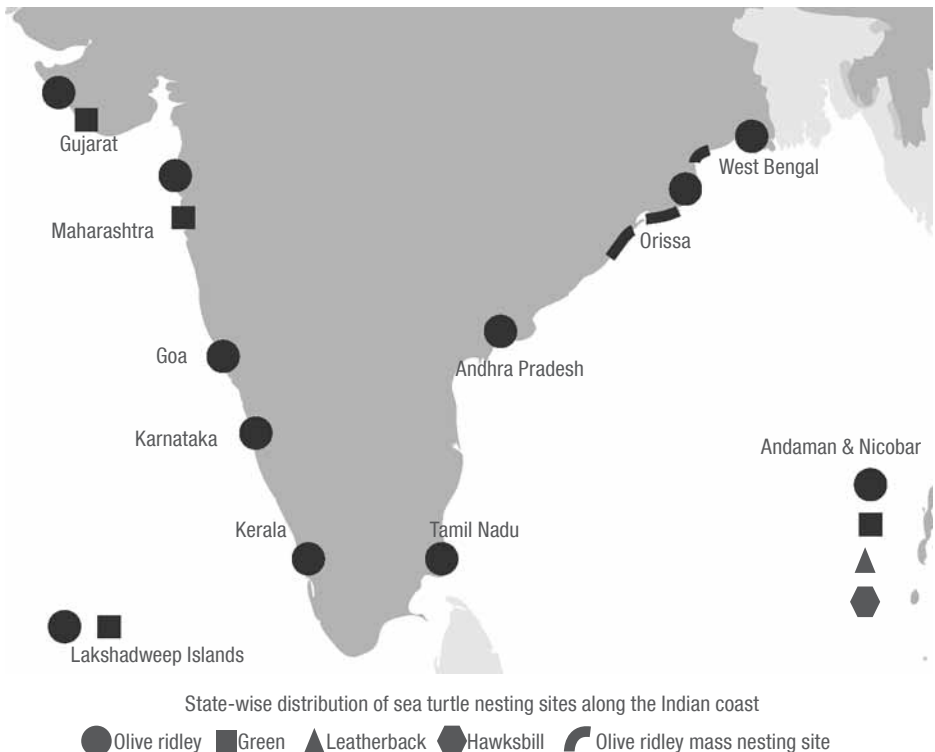 Gujarat
West Bengal
Maharashtra
Orissa
Goa
Andhra Pradesh
Karnataka
Andaman & Nicobar
Kerala
Tamil Nadu
Lakshadweep Islands
State-wise distribution of sea turtle nesting sites along the Indian coast
Olive ridley Green Leatherback Hawksbill Olive ridley mass nesting site